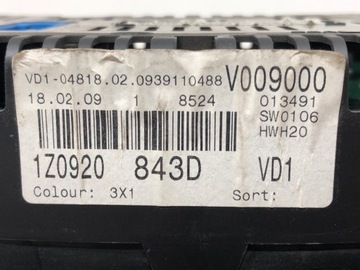 VD1-04818.02.0939110488 V009000
18.02.09 1 8524 013491
SW0106
HWH20
1Z0920 843D VD1
Colour: 3X1 Sort: